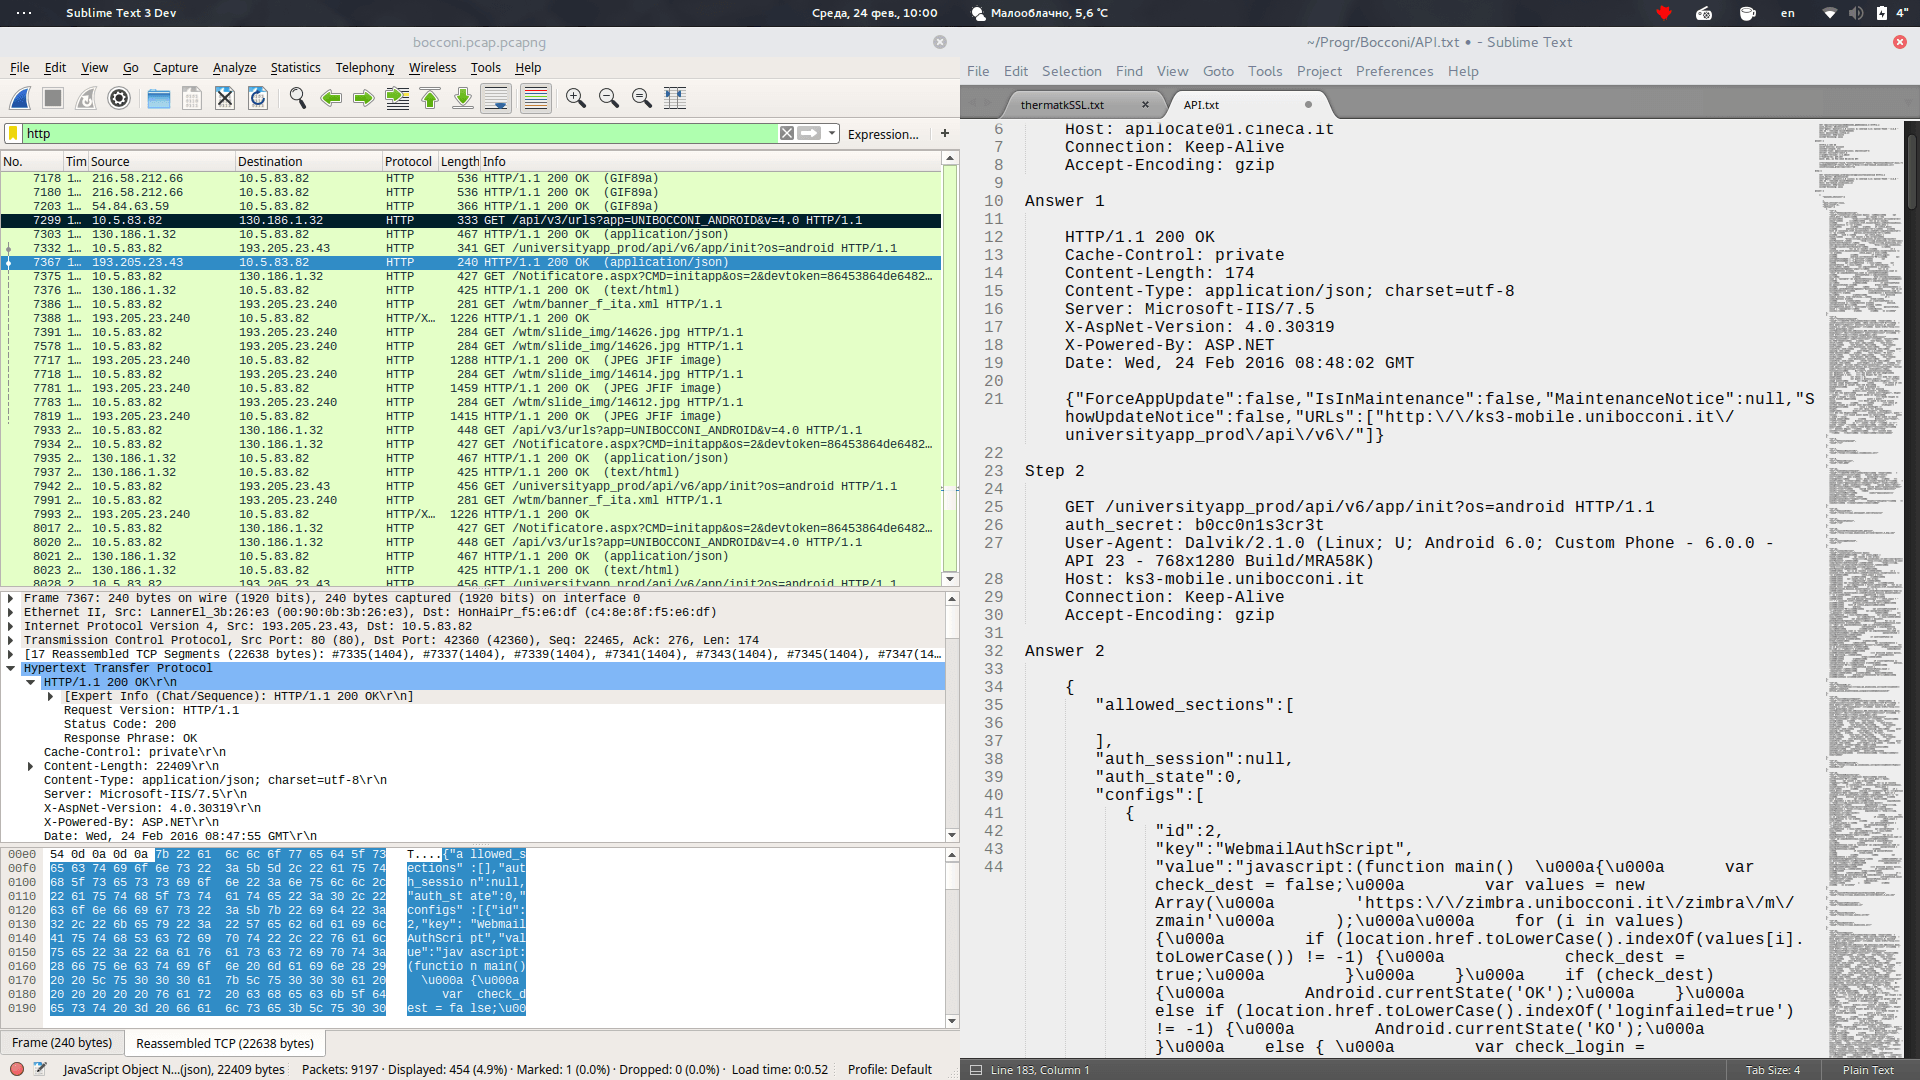 Sublime Text 3 Dev
Среда, 24 фев., 10:00
Малооблачно, 5,6 °C
en
4"
bocconi.pcap.pcapng
File Edit View Go Capture Analyze Statistics Telephony Wireless Tools Help
http
Expression...
No. Tim Source Destination Protocol Length Info
7178 1… 216.58.212.66 10.5.83.82 HTTP 536 HTTP/1.1 200 OK (GIF89a)
7180 1… 216.58.212.66 10.5.83.82 HTTP 536 HTTP/1.1 200 OK (GIF89a)
7203 1… 54.84.63.59 10.5.83.82 HTTP 366 HTTP/1.1 200 OK (GIF89a)
7299 1… 10.5.83.82 130.186.1.32 HTTP 333 GET /api/v3/urls?app=UNIBOCCONI_ANDROID&v=4.0 HTTP/1.1
7303 1… 130.186.1.32 10.5.83.82 HTTP 467 HTTP/1.1 200 OK (application/json)
7332 1… 10.5.83.82 193.205.23.43 HTTP 341 GET /universityapp_prod/api/v6/app/init?os=android HTTP/1.1
7367 1… 193.205.23.43 10.5.83.82 HTTP 240 HTTP/1.1 200 OK (application/json)
7375 1… 10.5.83.82 130.186.1.32 HTTP 427 GET /Notificatore.aspx?CMD=initapp&os=2&devtoken=86453864de6482…
7376 1… 130.186.1.32 10.5.83.82 HTTP 425 HTTP/1.1 200 OK (text/html)
7386 1… 10.5.83.82 193.205.23.240 HTTP 281 GET /wtm/banner_f_ita.xml HTTP/1.1
7388 1… 193.205.23.240 10.5.83.82 HTTP/X… 1226 HTTP/1.1 200 OK
7391 1… 10.5.83.82 193.205.23.240 HTTP 284 GET /wtm/slide_img/14626.jpg HTTP/1.1
7578 1… 10.5.83.82 193.205.23.240 HTTP 284 GET /wtm/slide_img/14626.jpg HTTP/1.1
7717 1… 193.205.23.240 10.5.83.82 HTTP 1288 HTTP/1.1 200 OK (JPEG JFIF image)
7718 1… 10.5.83.82 193.205.23.240 HTTP 284 GET /wtm/slide_img/14614.jpg HTTP/1.1
7781 1… 193.205.23.240 10.5.83.82 HTTP 1459 HTTP/1.1 200 OK (JPEG JFIF image)
7783 1… 10.5.83.82 193.205.23.240 HTTP 284 GET /wtm/slide_img/14612.jpg HTTP/1.1
7819 1… 193.205.23.240 10.5.83.82 HTTP 1415 HTTP/1.1 200 OK (JPEG JFIF image)
7933 2… 10.5.83.82 130.186.1.32 HTTP 448 GET /api/v3/urls?app=UNIBOCCONI_ANDROID&v=4.0 HTTP/1.1
7934 2… 10.5.83.82 130.186.1.32 HTTP 427 GET /Notificatore.aspx?CMD=initapp&os=2&devtoken=86453864de6482…
7935 2… 130.186.1.32 10.5.83.82 HTTP 467 HTTP/1.1 200 OK (application/json)
7937 2… 130.186.1.32 10.5.83.82 HTTP 425 HTTP/1.1 200 OK (text/html)
7942 2… 10.5.83.82 193.205.23.43 HTTP 456 GET /universityapp_prod/api/v6/app/init?os=android HTTP/1.1
7991 2… 10.5.83.82 193.205.23.240 HTTP 281 GET /wtm/banner_f_ita.xml HTTP/1.1
7993 2… 193.205.23.240 10.5.83.82 HTTP/X… 1226 HTTP/1.1 200 OK
8017 2… 10.5.83.82 130.186.1.32 HTTP 427 GET /Notificatore.aspx?CMD=initapp&os=2&devtoken=86453864de6482…
8020 2… 10.5.83.82 130.186.1.32 HTTP 448 GET /api/v3/urls?app=UNIBOCCONI_ANDROID&v=4.0 HTTP/1.1
8021 2… 130.186.1.32 10.5.83.82 HTTP 467 HTTP/1.1 200 OK (application/json)
8023 2… 130.186.1.32 10.5.83.82 HTTP 425 HTTP/1.1 200 OK (text/html)
8028 2… 10.5.83.82 193.205.23.43 HTTP 456 GET /universityapp_prod/api/v6/app/init?os=android HTTP/1.1
Frame 7367: 240 bytes on wire (1920 bits), 240 bytes captured (1920 bits) on interface 0
Ethernet II, Src: LannerEl_3b:26:e3 (00:90:0b:3b:26:e3), Dst: HonHaiPr_f5:e6:df (c4:8e:8f:f5:e6:df)
Internet Protocol Version 4, Src: 193.205.23.43, Dst: 10.5.83.82
Transmission Control Protocol, Src Port: 80 (80), Dst Port: 42360 (42360), Seq: 22465, Ack: 276, Len: 174
[17 Reassembled TCP Segments (22638 bytes): #7335(1404), #7337(1404), #7339(1404), #7341(1404), #7343(1404), #7345(1404), #7347(14…
Hypertext Transfer Protocol
HTTP/1.1 200 OK\r\n
[Expert Info (Chat/Sequence): HTTP/1.1 200 OK\r\n]
Request Version: HTTP/1.1
Status Code: 200
Response Phrase: OK
Cache-Control: private\r\n
Content-Length: 22409\r\n
Content-Type: application/json; charset=utf-8\r\n
Server: Microsoft-IIS/7.5\r\n
X-AspNet-Version: 4.0.30319\r\n
X-Powered-By: ASP.NET\r\n
Date: Wed, 24 Feb 2016 08:47:55 GMT\r\n
00e0 54 0d 0a 0d 0a 7b 22 61 6c 6c 6f 77 65 64 5f 73 T....{"a llowed_s
00f0 65 63 74 69 6f 6e 73 22 3a 5b 5d 2c 22 61 75 74 ections" :[],"aut
0100 68 5f 73 65 73 73 69 6f 6e 22 3a 6e 75 6c 6c 2c h_sessio n":null,
0110 22 61 75 74 68 5f 73 74 61 74 65 22 3a 30 2c 22 "auth_st ate":0,"
0120 63 6f 6e 66 69 67 73 22 3a 5b 7b 22 69 64 22 3a configs" :[{"id":
0130 32 2c 22 6b 65 79 22 3a 22 57 65 62 6d 61 69 6c 2,"key": "Webmail
0140 41 75 74 68 53 63 72 69 70 74 22 2c 22 76 61 6c AuthScri pt","val
0150 75 65 22 3a 22 6a 61 76 61 73 63 72 69 70 74 3a ue":"jav ascript:
0160 28 66 75 6e 63 74 69 6f 6e 20 6d 61 69 6e 28 29 (functio n main()
0170 20 20 5c 75 30 30 30 61 7b 5c 75 30 30 30 61 20 \u000a {\u000a
0180 20 20 20 20 20 76 61 72 20 63 68 65 63 6b 5f 64 var check_d
0190 65 73 74 20 3d 20 66 61 6c 73 65 3b 5c 75 30 30 est = fa lse;\u00
Frame (240 bytes) Reassembled TCP (22638 bytes)
JavaScript Object N...(json), 22409 bytes Packets: 9197 · Displayed: 454 (4.9%) · Marked: 1 (0.0%) · Dropped: 0 (0.0%) · Load time: 0:0.52 Profile: Default
~/Progr/Bocconi/API.txt • - Sublime Text
File Edit Selection Find View Goto Tools Project Preferences Help
thermatkSSL.txt API.txt
6 Host: apilocate01.cineca.it
7 Connection: Keep-Alive
8 Accept-Encoding: gzip
9
10 Answer 1
11
12 HTTP/1.1 200 OK
13 Cache-Control: private
14 Content-Length: 174
15 Content-Type: application/json; charset=utf-8
16 Server: Microsoft-IIS/7.5
17 X-AspNet-Version: 4.0.30319
18 X-Powered-By: ASP.NET
19 Date: Wed, 24 Feb 2016 08:48:02 GMT
20
21 {"ForceAppUpdate":false,"IsInMaintenance":false,"MaintenanceNotice":null,"S
howUpdateNotice":false,"URLs":["http:\/\/ks3-mobile.unibocconi.it\/
universityapp_prod\/api\/v6\/"]}
22
23 Step 2
24
25 GET /universityapp_prod/api/v6/app/init?os=android HTTP/1.1
26 auth_secret: b0cc0n1s3cr3t
27 User-Agent: Dalvik/2.1.0 (Linux; U; Android 6.0; Custom Phone - 6.0.0 -
API 23 - 768x1280 Build/MRA58K)
28 Host: ks3-mobile.unibocconi.it
29 Connection: Keep-Alive
30 Accept-Encoding: gzip
31
32 Answer 2
33
34 {
35 "allowed_sections":[
36
37 ],
38 "auth_session":null,
39 "auth_state":0,
40 "configs":[
41 {
42 "id":2,
43 "key":"WebmailAuthScript",
44 "value":"javascript:(function main() \u000a{\u000a var
check_dest = false;\u000a var values = new
Array(\u000a 'https:\/\/zimbra.unibocconi.it\/zimbra\/m\/
zmain'\u000a );\u000a\u000a for (i in values)
{\u000a if (location.href.toLowerCase().indexOf(values[i].
toLowerCase()) != -1) {\u000a check_dest =
true;\u000a }\u000a }\u000a if (check_dest)
{\u000a Android.currentState('OK');\u000a }\u000a
else if (location.href.toLowerCase().indexOf('loginfailed=true')
!= -1) {\u000a Android.currentState('KO');\u000a
}\u000a else { \u000a var check_login =
Line 183, Column 1
Tab Size: 4
Plain Text